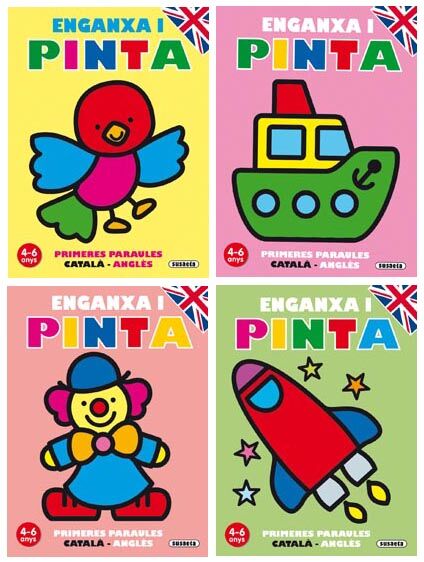 ENGANXA I
PINTA
4-6
anys
PRIMERES PARAULES
CATALÀ - ANGLÈS
susaeta
ENGANXA I
PINTA
4-6
anys
PRIMERES PARAULES
CATALÀ - ANGLÈS
susaeta
ENGANXA I
PINTA
4-6
anys
PRIMERES PARAULES
CATALÀ - ANGLÈS
susaeta
ENGANXA I
PINTA
4-6
anys
PRIMERES PARAULES
CATALÀ - ANGLÈS
susaeta